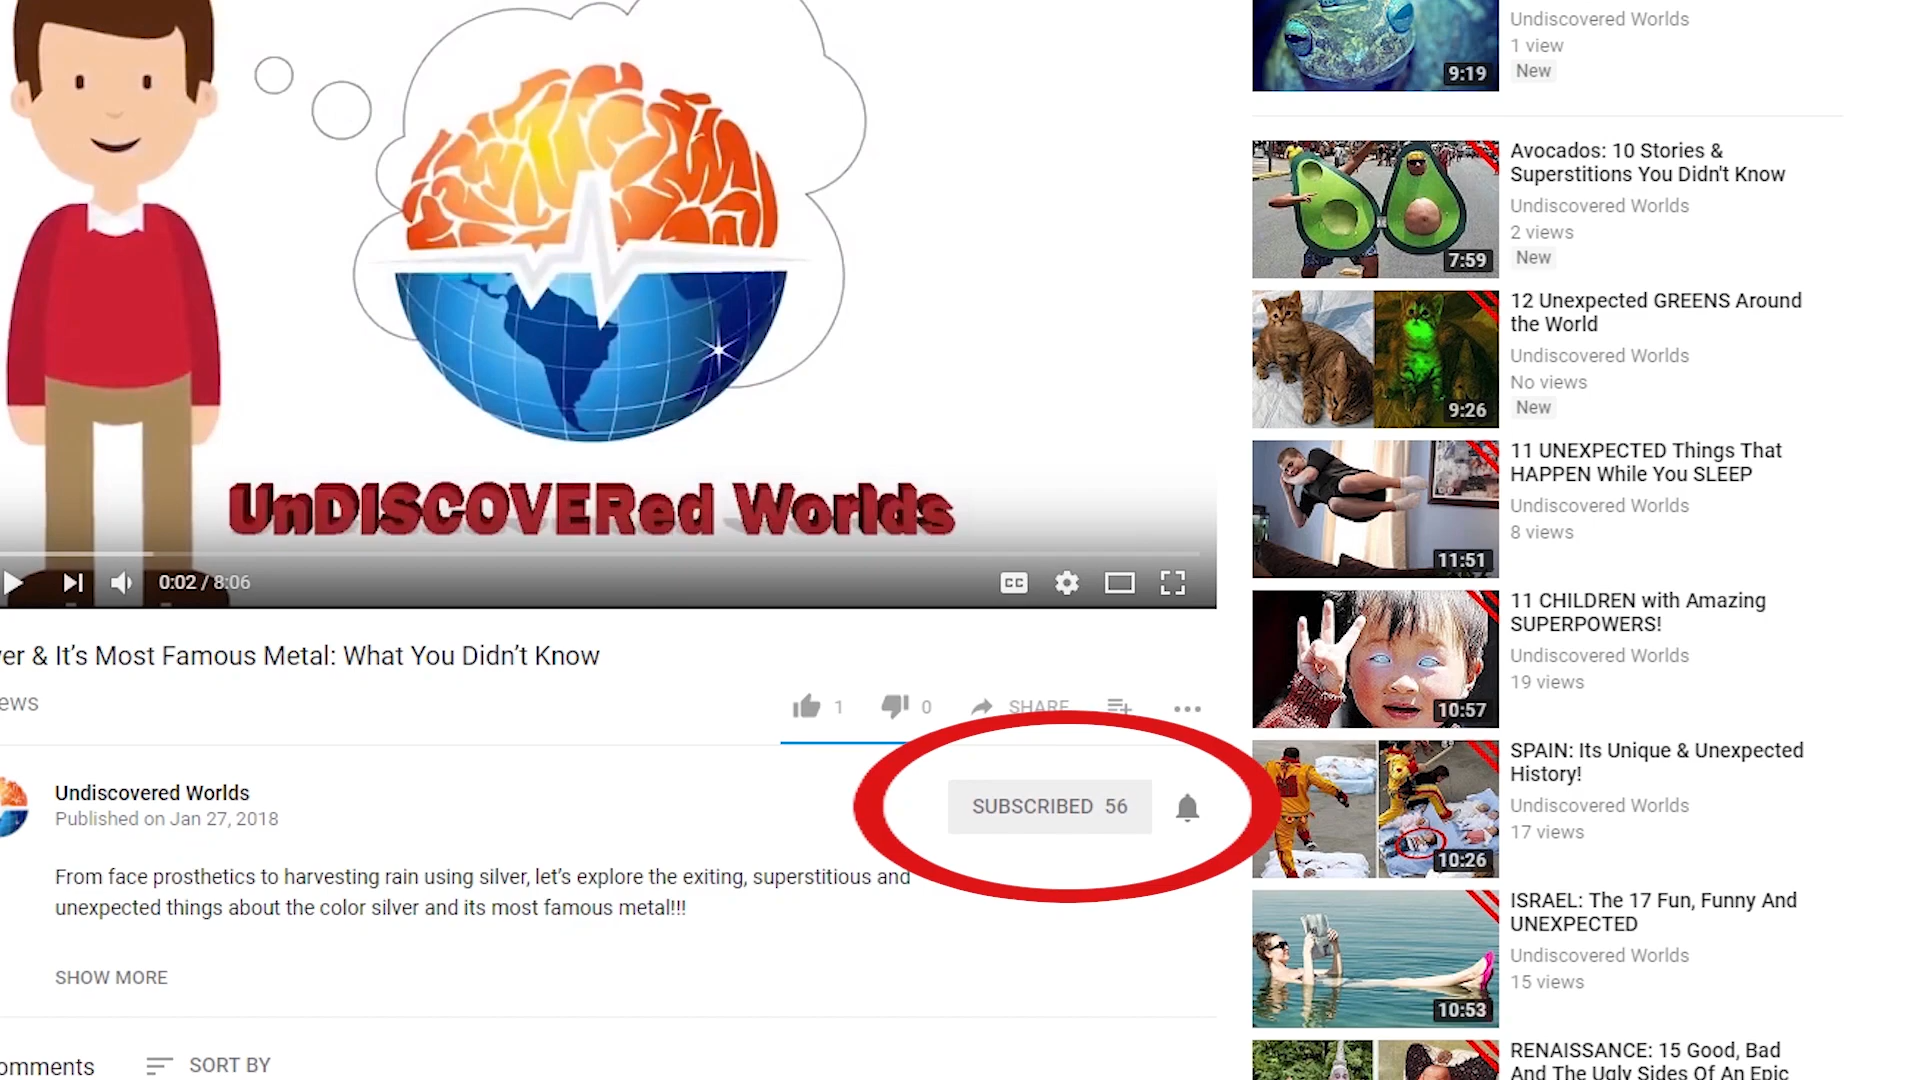 UnDISCOVERed Worlds
0:02 / 8:06
CC
er & It’s Most Famous Metal: What You Didn’t Know
ews
1
0
SHARE
Undiscovered Worlds
Published on Jan 27, 2018
SUBSCRIBED 56
From face prosthetics to harvesting rain using silver, let’s explore the exiting, superstitious and
unexpected things about the color silver and its most famous metal!!!
SHOW MORE
omments
SORT BY
Undiscovered Worlds
1 view
New
9:19
Avocados: 10 Stories &
Superstitions You Didn't Know
Undiscovered Worlds
2 views
New
7:59
12 Unexpected GREENS Around
the World
Undiscovered Worlds
No views
New
9:26
11 UNEXPECTED Things That
HAPPEN While You SLEEP
Undiscovered Worlds
8 views
11:51
11 CHILDREN with Amazing
SUPERPOWERS!
Undiscovered Worlds
19 views
10:57
SPAIN: Its Unique & Unexpected
History!
Undiscovered Worlds
17 views
10:26
ISRAEL: The 17 Fun, Funny And
UNEXPECTED
Undiscovered Worlds
15 views
10:53
RENAISSANCE: 15 Good, Bad
And The Ugly Sides Of An Epic